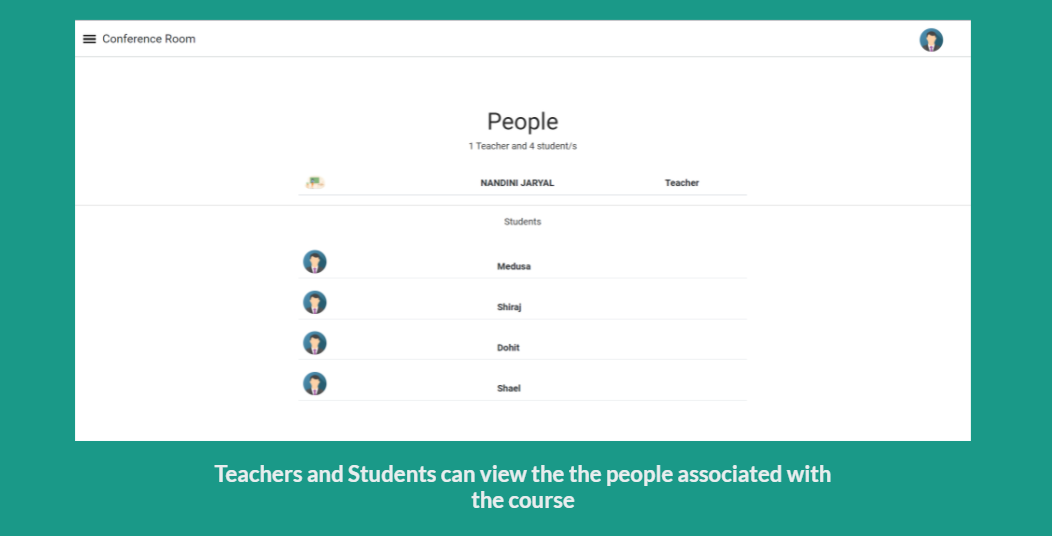 Conference Room
People
1 Teacher and 4 student/s
NANDINI JARYAL Teacher
Students
Medusa
Shiraj
Dohit
Shael
Teachers and Students can view the the people associated with
the course